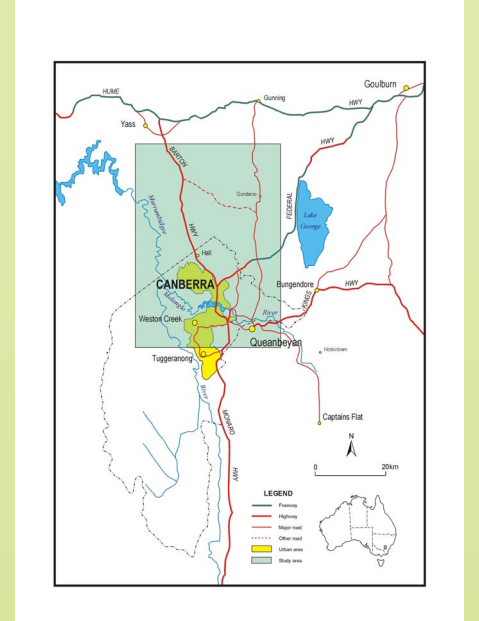 HUME
Goulburn
Gunning
HWY
Yass
HWY
BARTON
Gundaroo
Murrumbidgee
FEDERAL
Lake
George
HWY
Hall
CANBERRA
Bungendore
KINGS
HWY
Molonglo
River
Weston Creek
Queanbeyan
Hoskinstown
Tuggeranong
River
MONARO
Captains Flat
N
HWY
0 20km
LEGEND
Freeway
Highway
Major road
Other road
Urban area
Study area